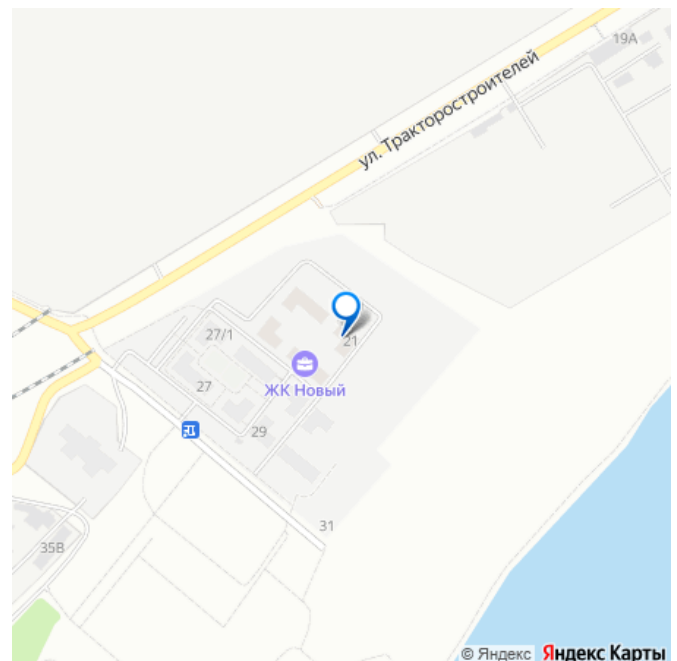 19А
ул. Тракторостроителей
27/1
21
ЖК Новый
27
29
31
35В
© Яндекс Яндекс Карты